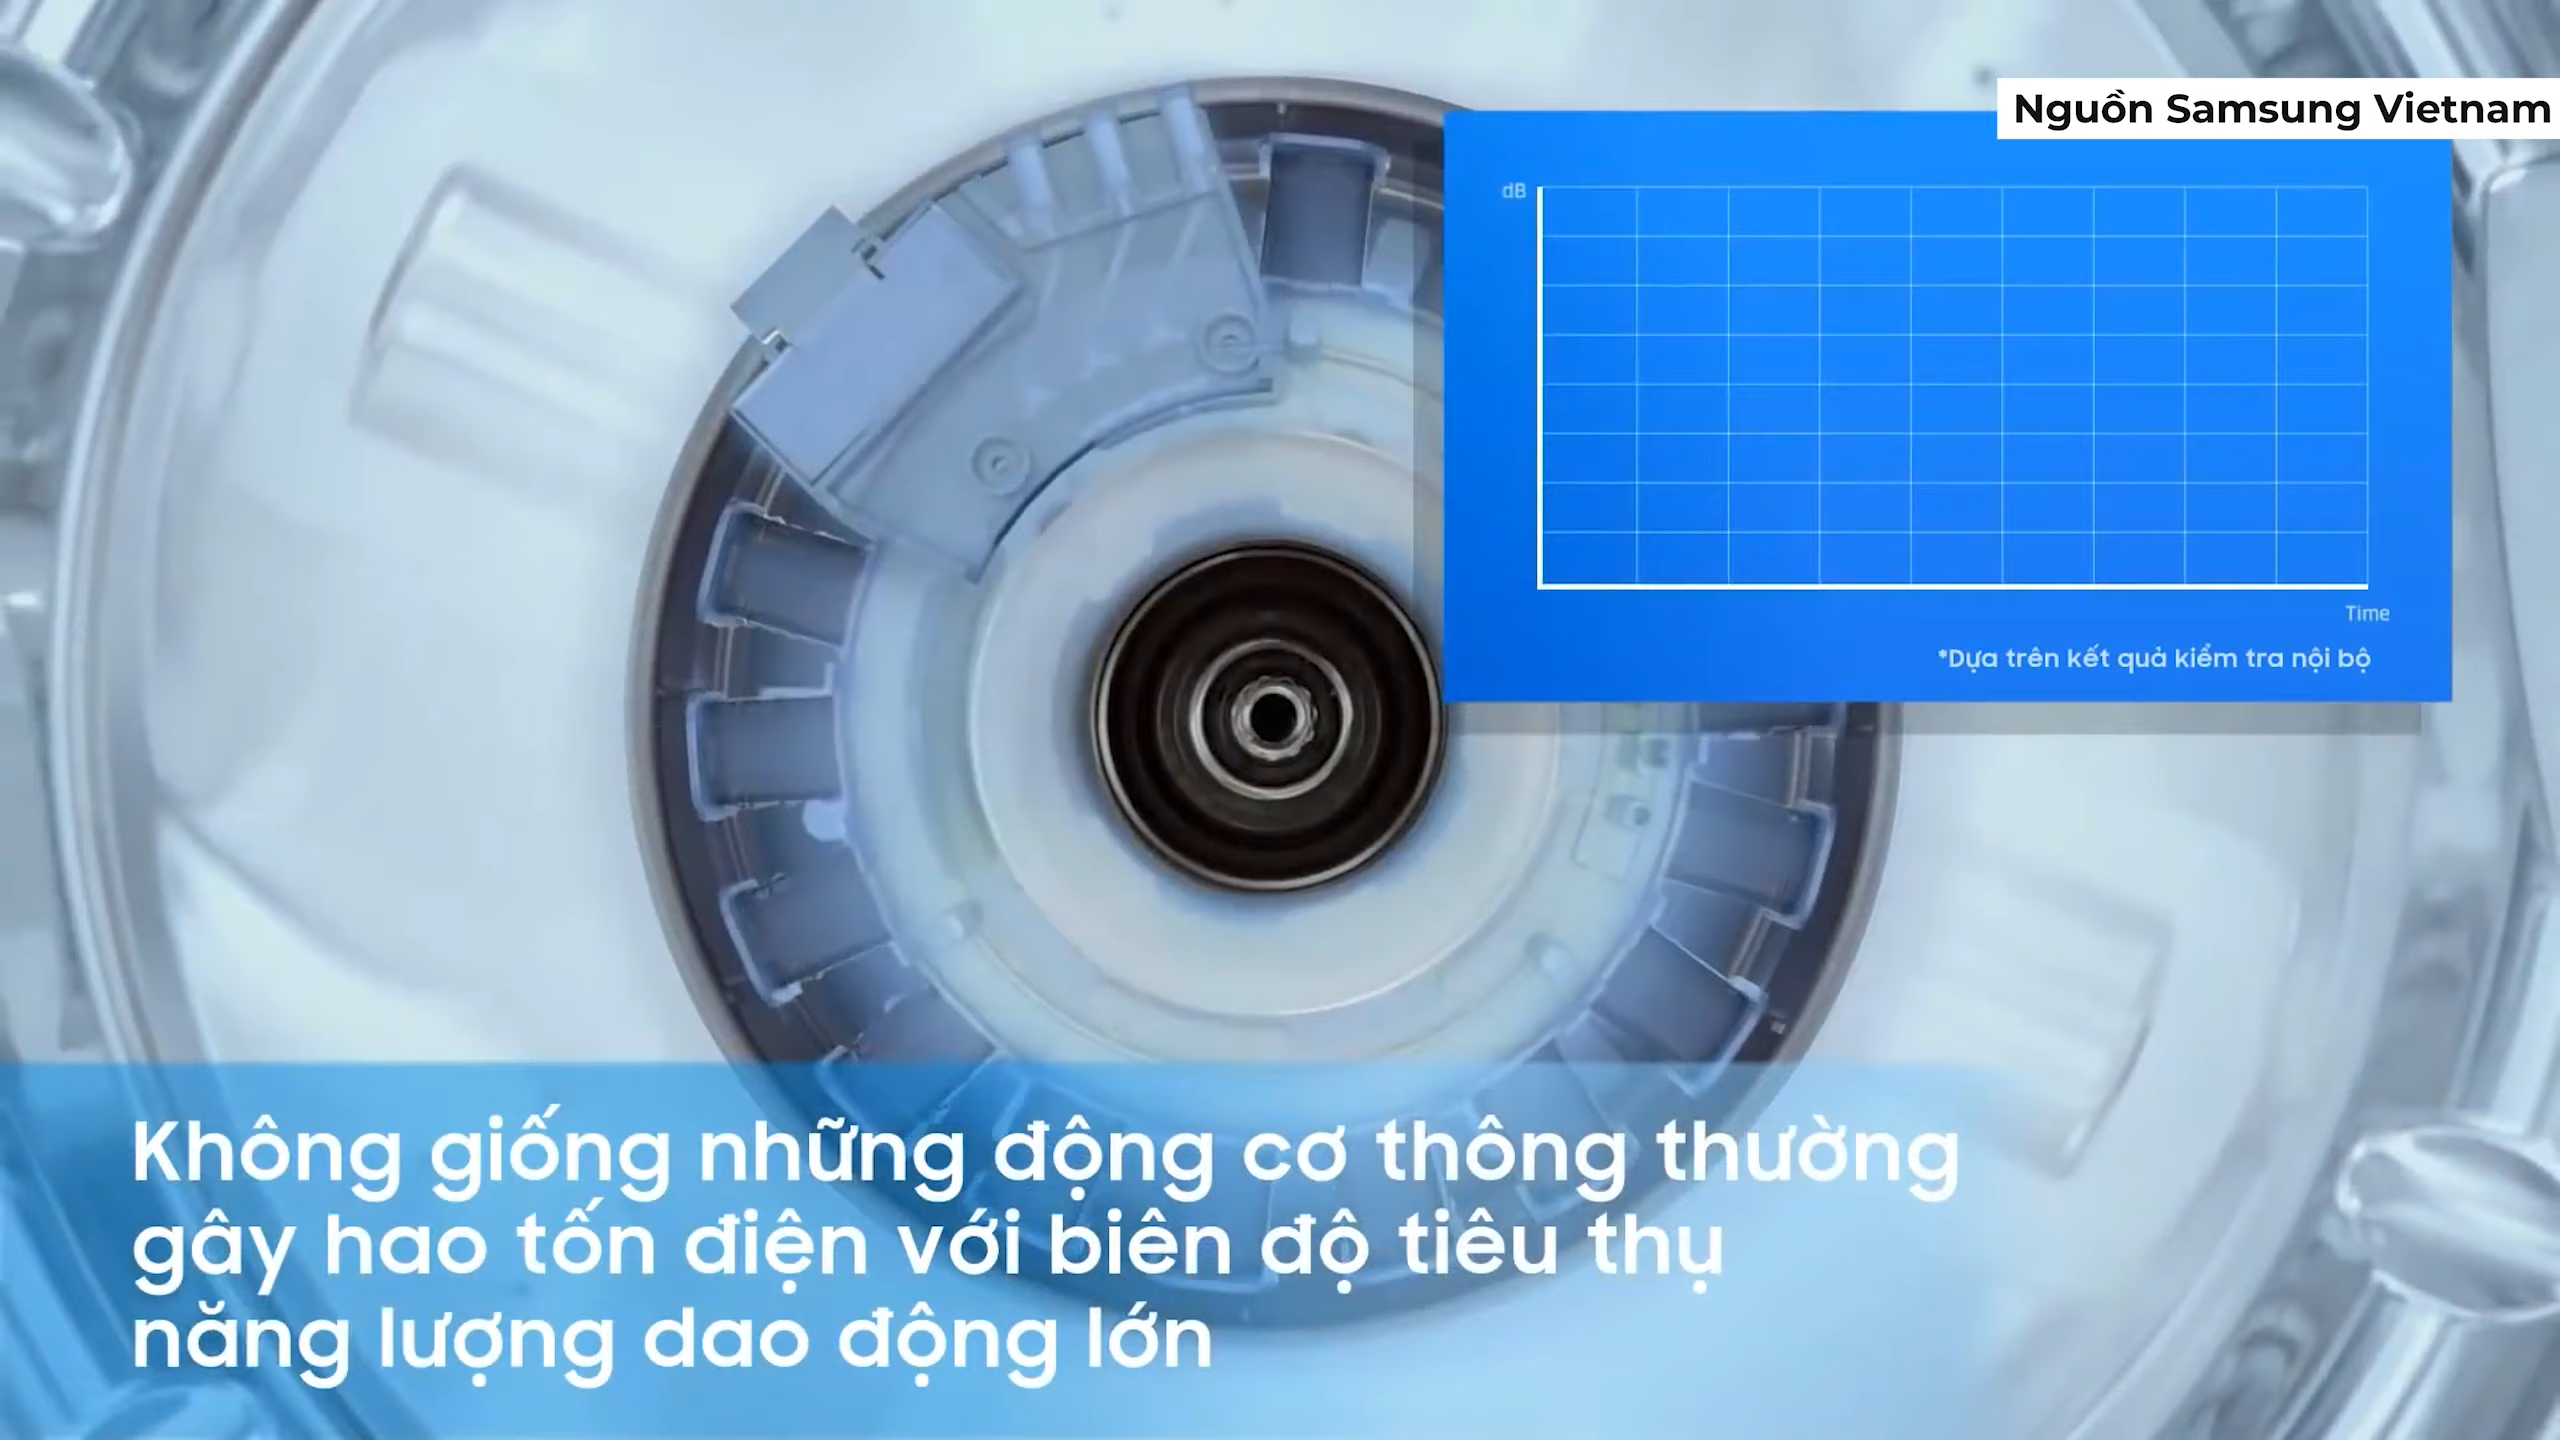 Nguồn Samsung Vietnam
dB
Time
*Dựa trên kết quả kiểm tra nội bộ
Không giống những động cơ thông thường
gây hao tốn điện với biên độ tiêu thụ
năng lượng dao động lớn